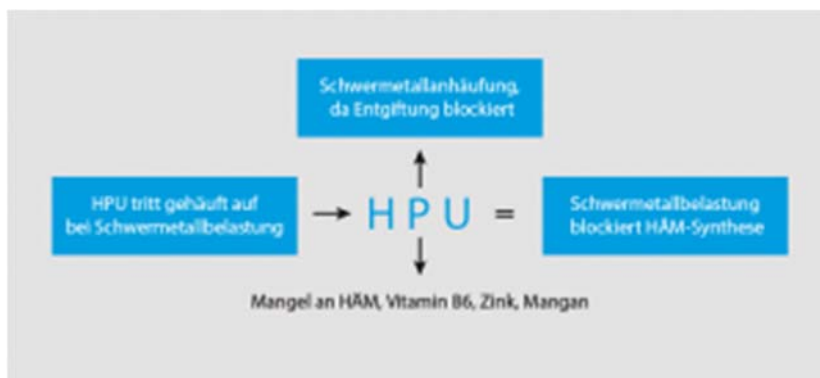 Schwermetallanhäufung,
da Entgiftung blockiert
HPU tritt gehäuft auf
bei Schwermetallbelastung
HPU
=
Schwermetallbelastung
blockiert HÄM-Synthese
Mangel an HÄM, Vitamin B6, Zink, Mangan